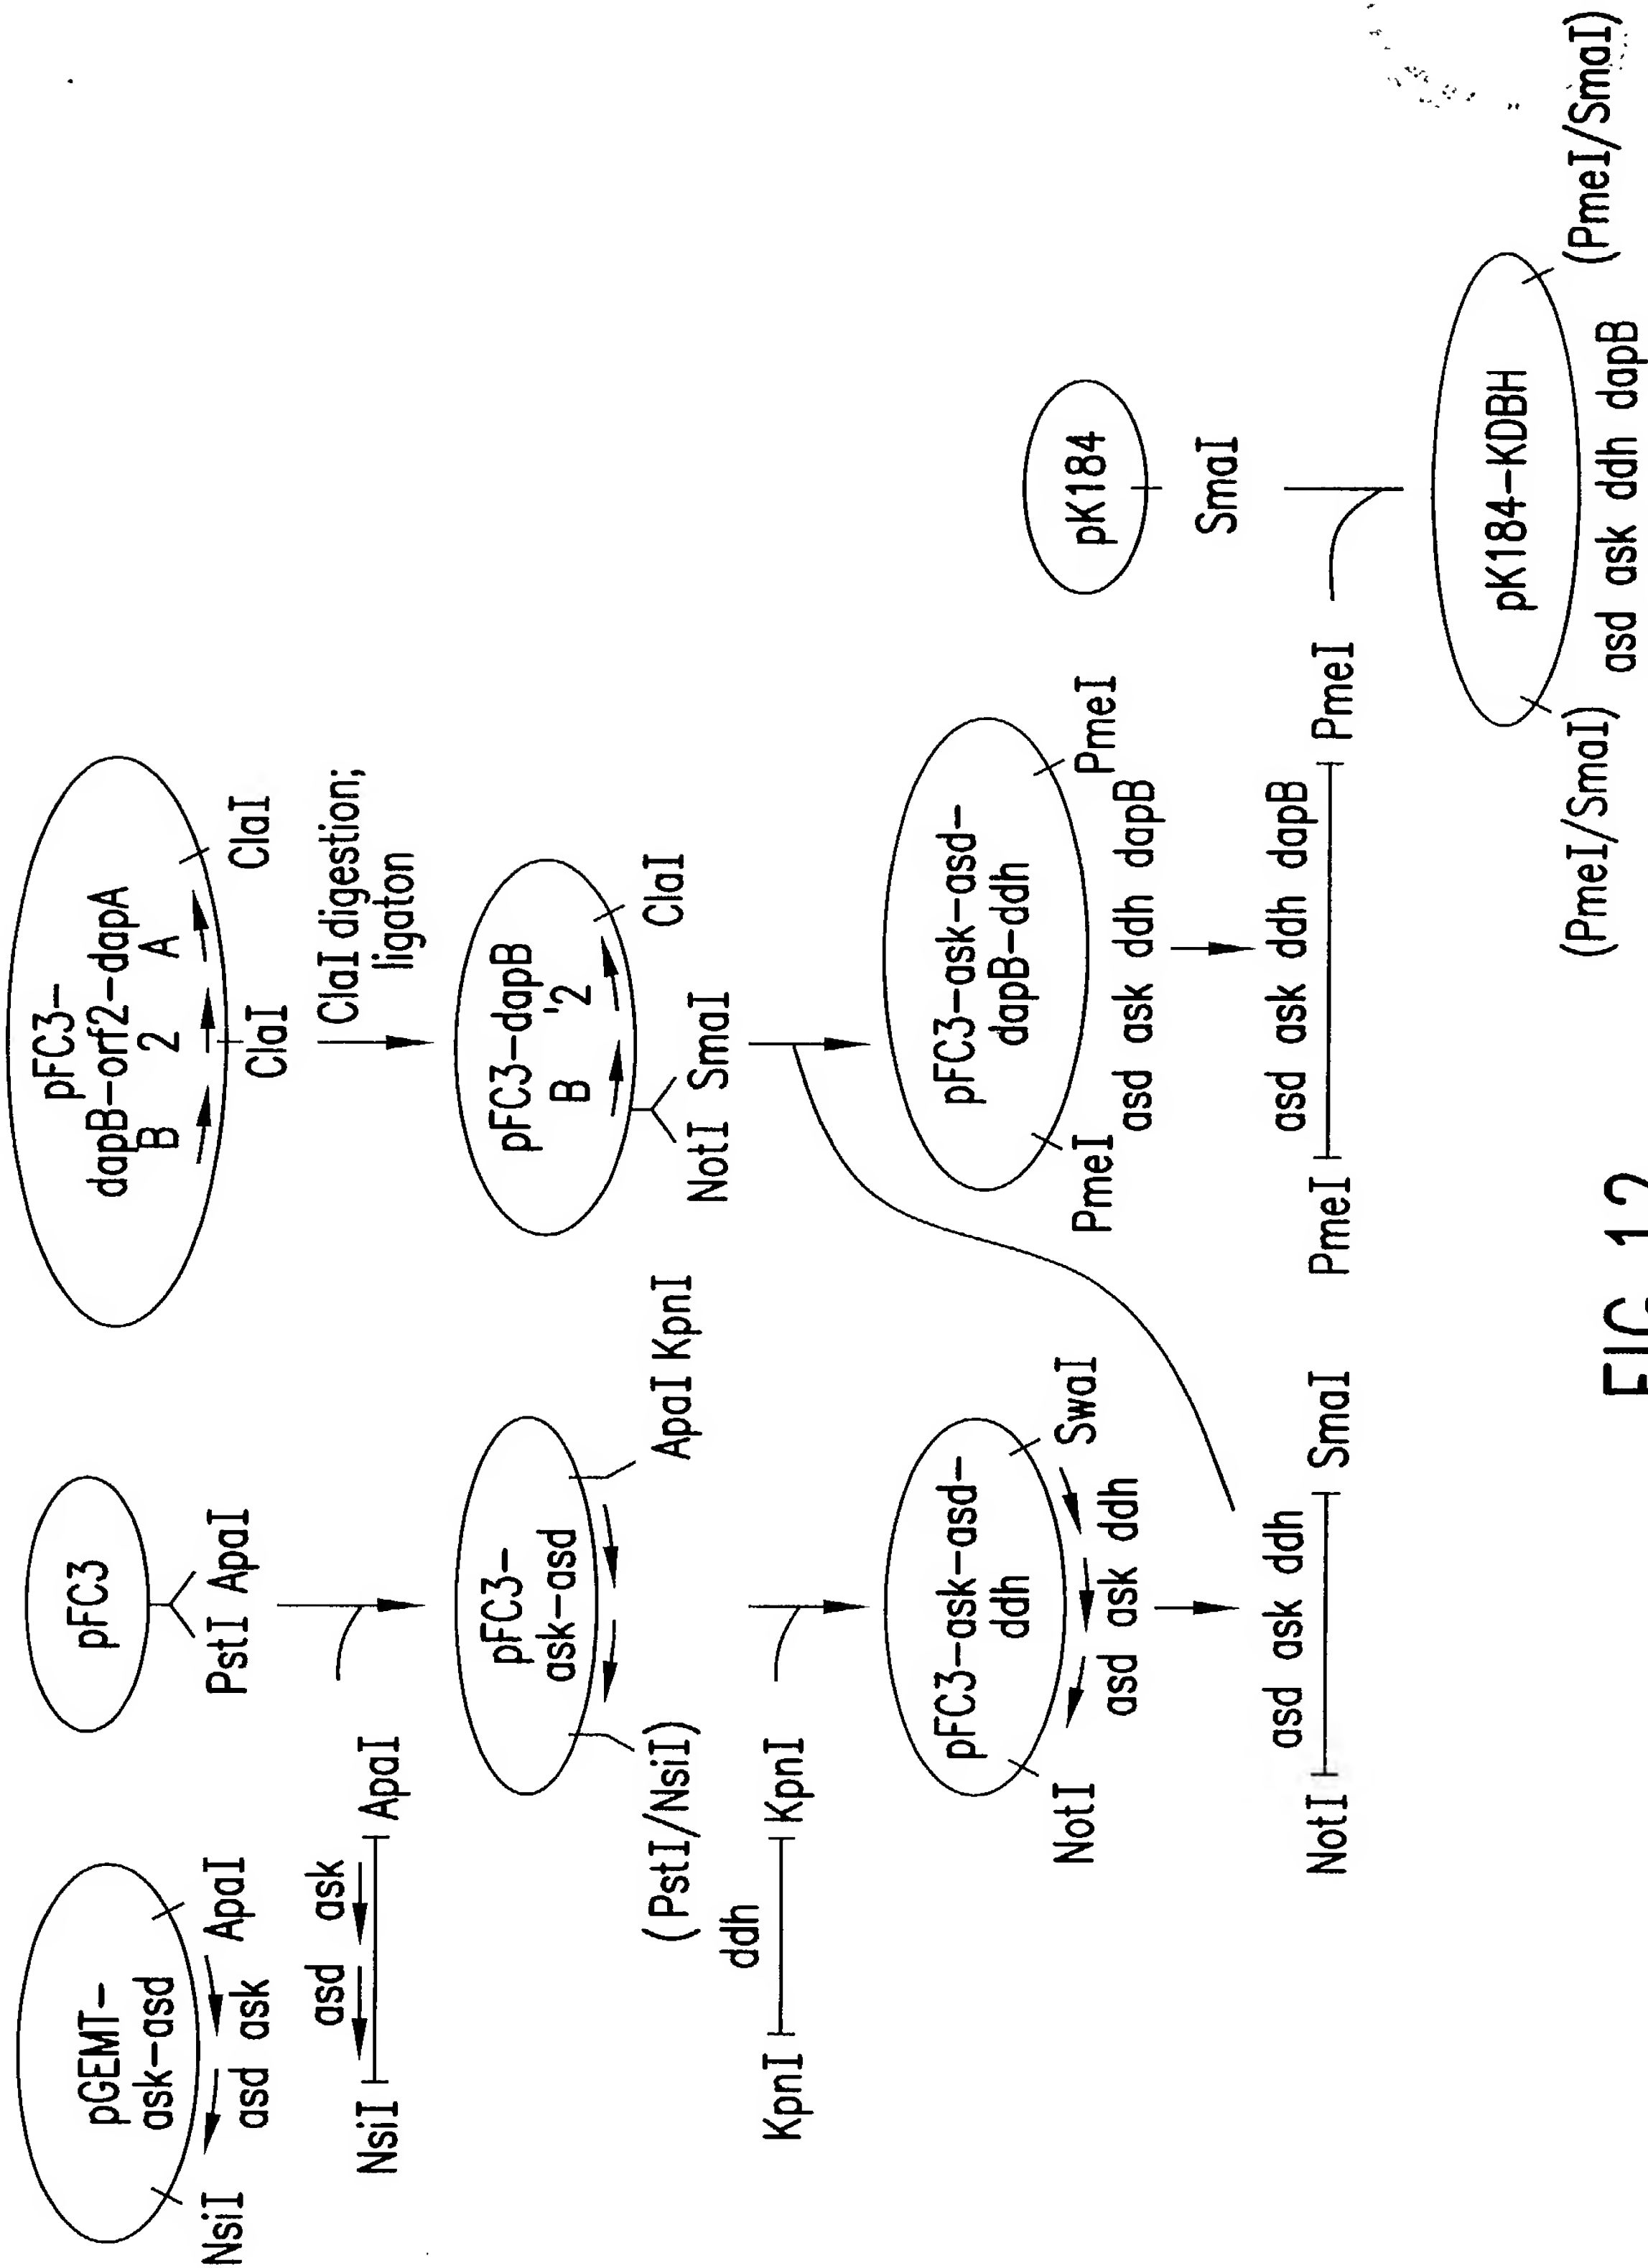 pGEMT-
ask-asd
NsiI
ApaI
asd ask
asd ask
NsiI
ApaI
pFC3
PstI ApaI
pFC3-
ask-asd
(PstI/NsiI)
ApaI KpnI
ddh
KpnI
KpnI
pFC3-ask-asd-
ddh
NotI
SwaI
asd ask ddh
asd ask ddh
NotI
SmaI
pFC3-
dapB-orf2-dapA
B 2 A
ClaI
ClaI
ClaI digestion;
ligaton
pFC3-dapB
B '2
NotI SmaI
ClaI
pFC3-ask-asd-
dapB-ddh
PmeI
PmeI
asd ask ddh dapB
asd ask ddh dapB
PmeI
PmeI
pK184
SmaI
pK184-KDBH
(PmeI/SmaI)
(PmeI/SmaI)
asd ask ddh dapB
FIG.12